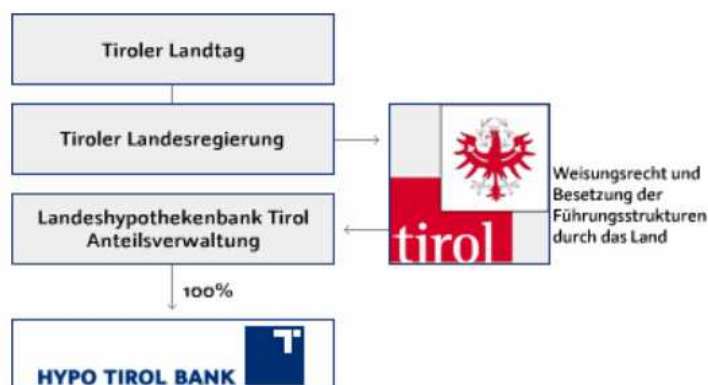 Tiroler Landtag
Tiroler Landesregierung
Weisungsrecht und
Besetzung der
Führungsstrukturen
durch das Land
tirol
Landeshypothekenbank Tirol
Anteilsverwaltung
100%
HYPO TIROL BANK